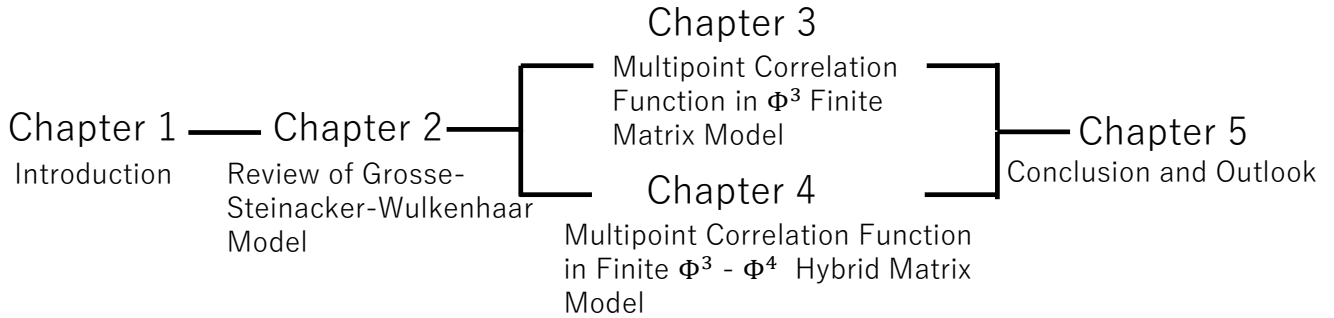 Chapter 1
Introduction
Chapter 2
Review of Grosse-
Steinacker-Wulkenhaar
Model
Chapter 3
Multipoint Correlation
Function in Φ³ Finite
Matrix Model
Chapter 4
Multipoint Correlation Function
in Finite Φ³ - Φ⁴ Hybrid Matrix
Model
Chapter 5
Conclusion and Outlook